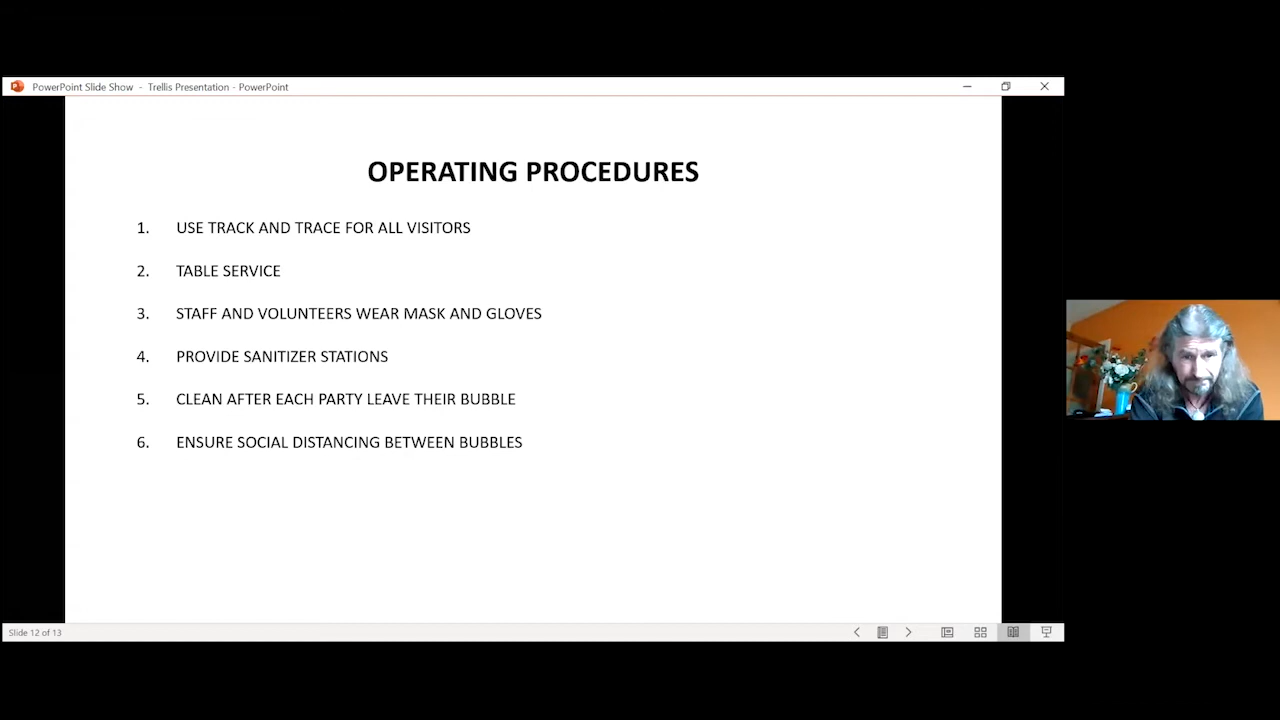 PowerPoint Slide Show - Trellis Presentation - PowerPoint
OPERATING PROCEDURES
1. USE TRACK AND TRACE FOR ALL VISITORS
2. TABLE SERVICE
3. STAFF AND VOLUNTEERS WEAR MASK AND GLOVES
4. PROVIDE SANITIZER STATIONS
5. CLEAN AFTER EACH PARTY LEAVE THEIR BUBBLE
6. ENSURE SOCIAL DISTANCING BETWEEN BUBBLES
Slide 12 of 13